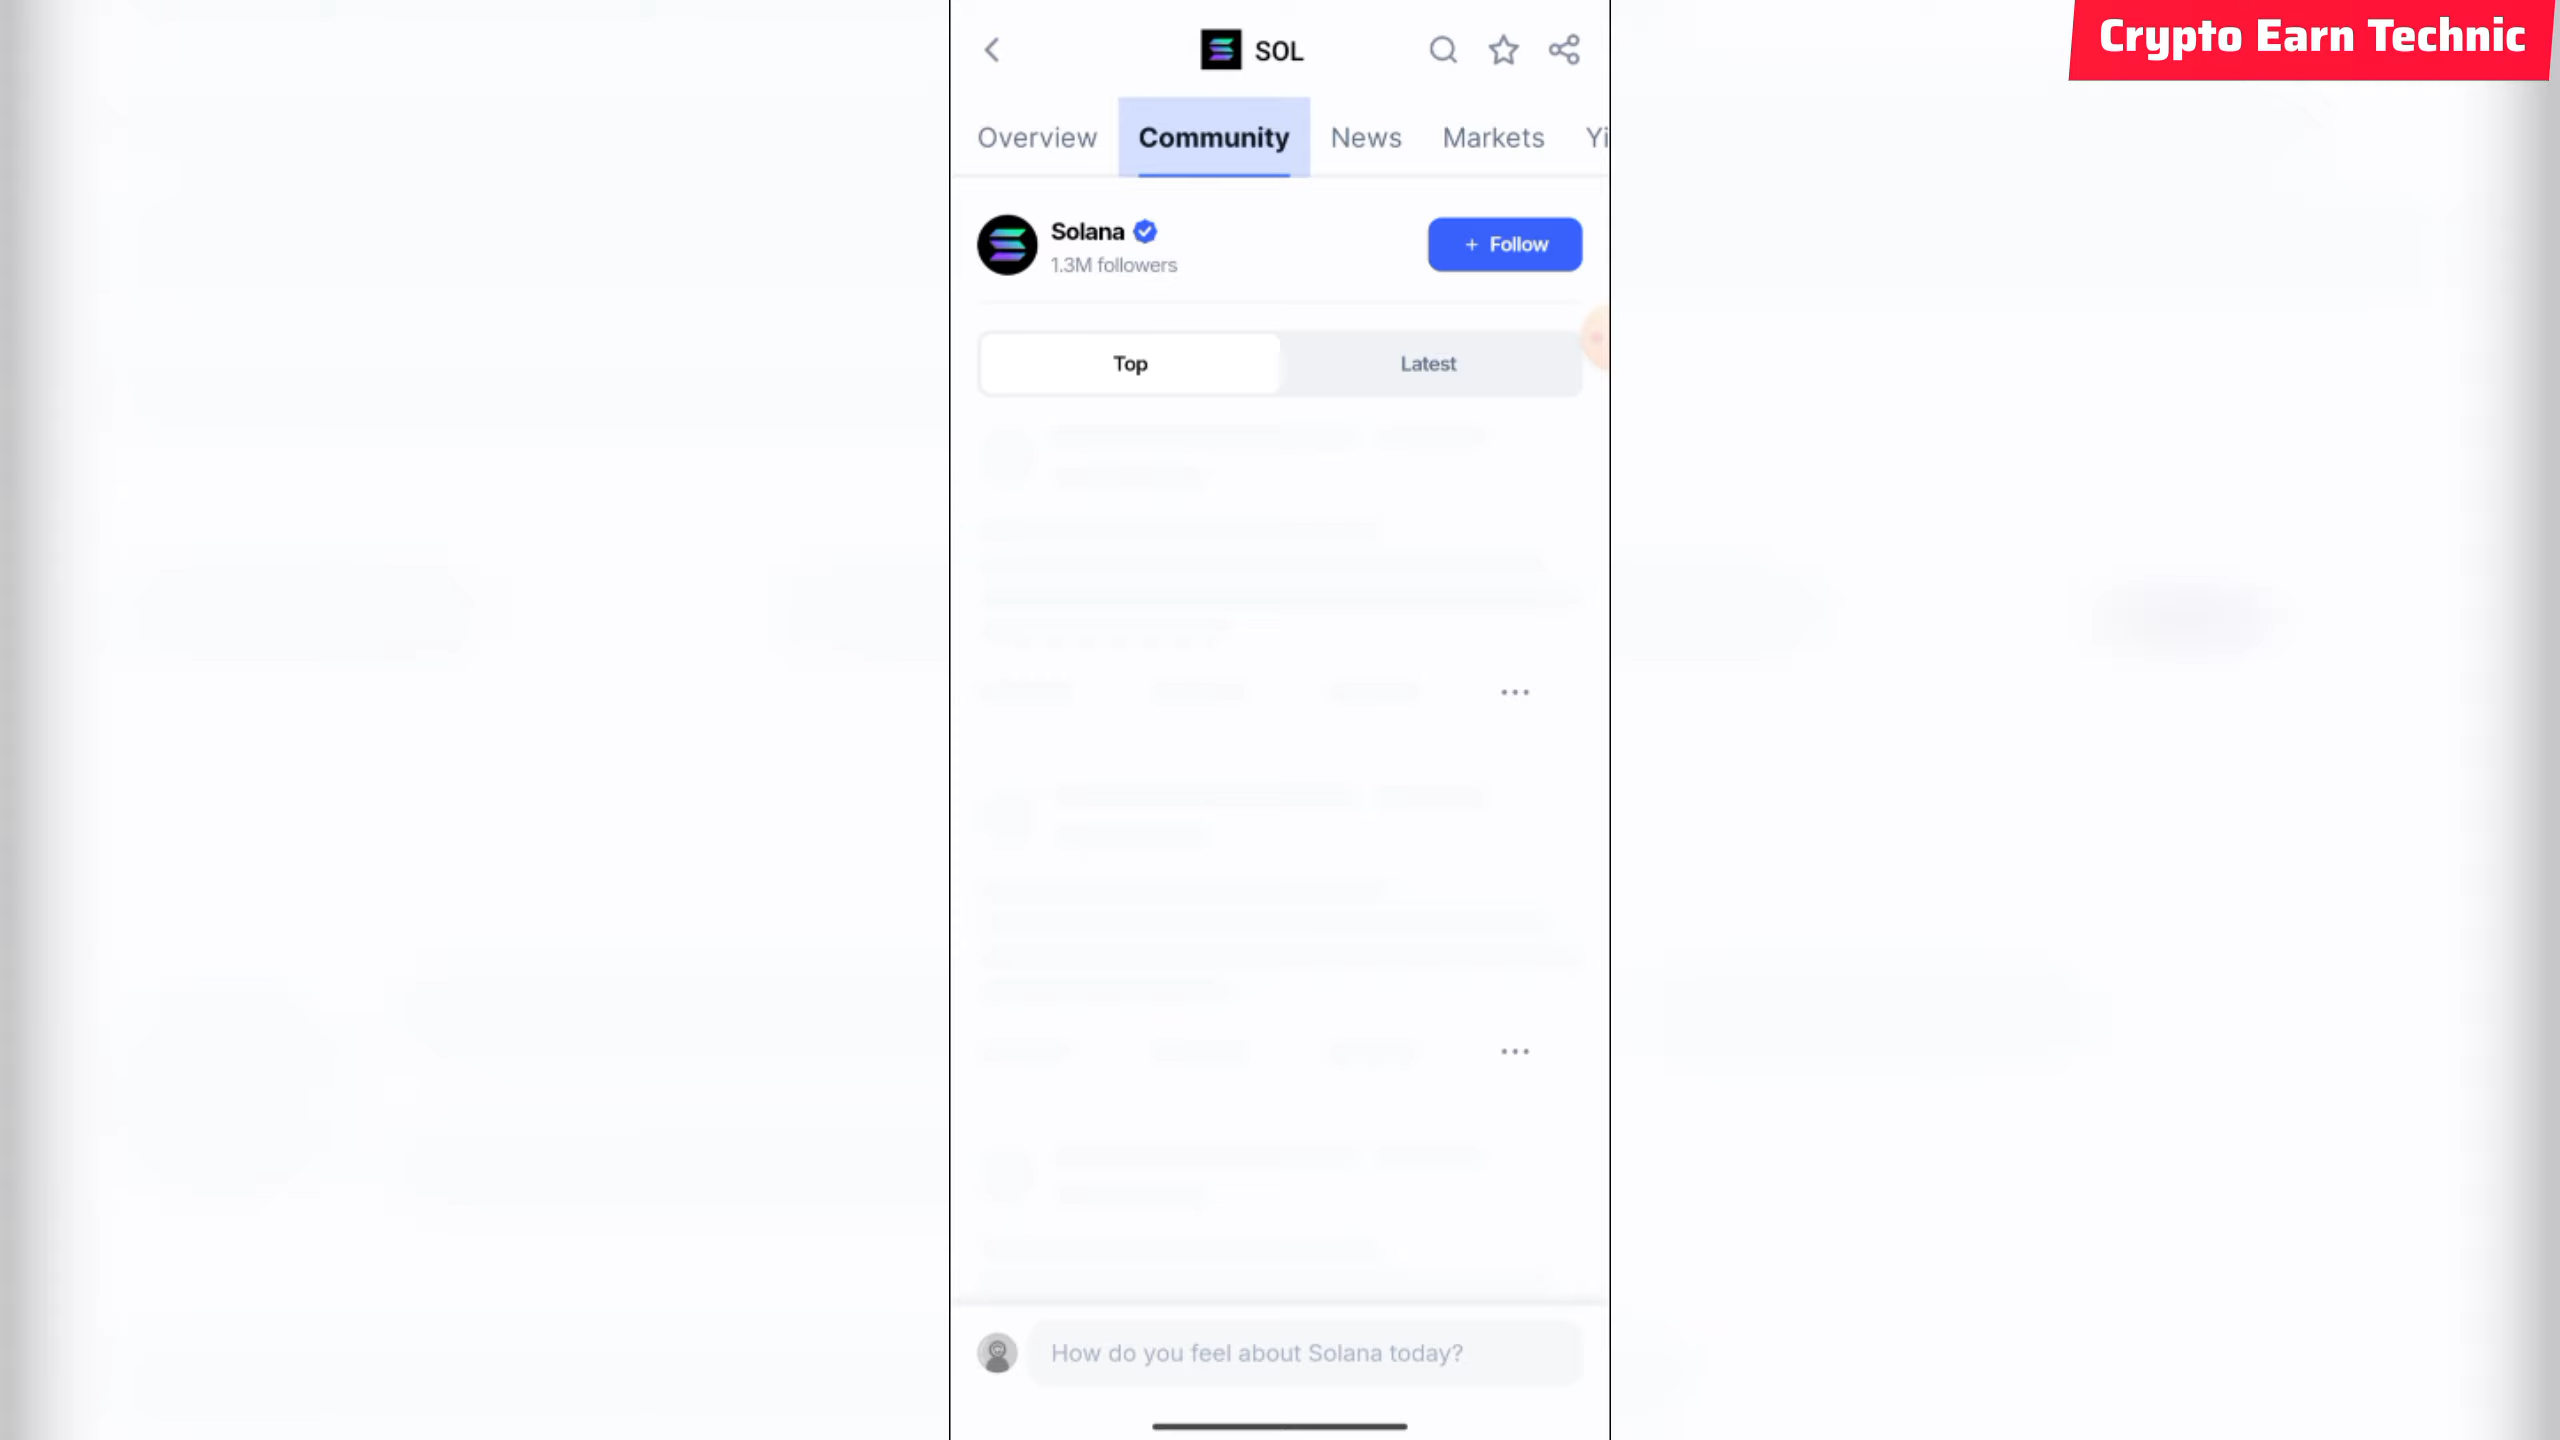 Crypto Earn Technic
SOL
Overview Community News Markets Yi
Solana
1.3M followers
+ Follow
Top Latest
How do you feel about Solana today?